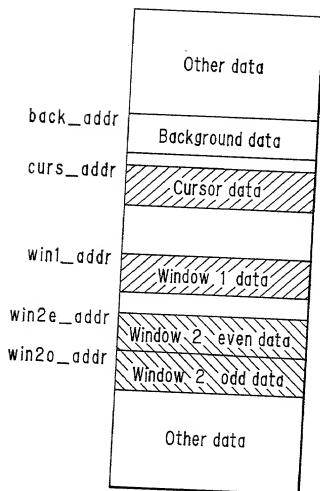 Other data
back_addr
Background data
curs_addr
Cursor data
win1_addr
Window 1 data
win2e_addr
Window 2 even data
win2o_addr
Window 2 odd data
Other data